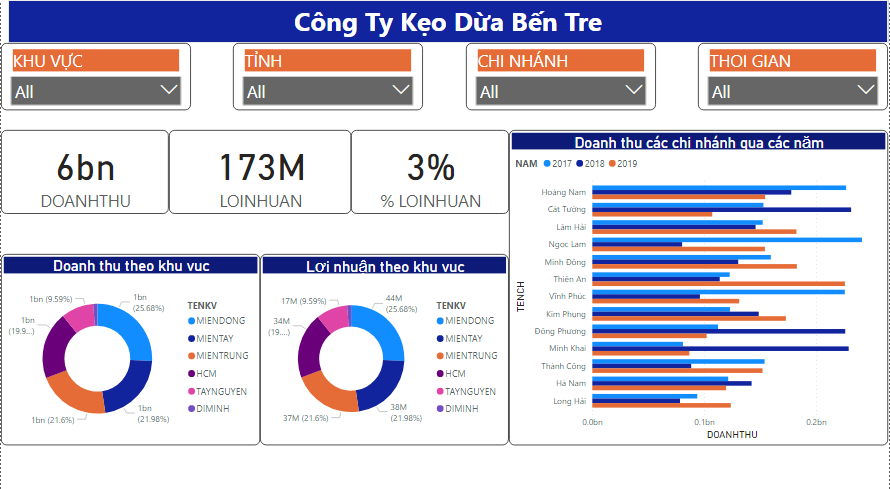 Công Ty Kẹo Dừa Bến Tre
KHU VỰC
All
TỈNH
All
CHI NHÁNH
All
THOI GIAN
All
6bn
DOANHTHU
173M
LOINHUAN
3%
% LOINHUAN
Doanh thu các chi nhánh qua các năm
NAM 2017 2018 2019
TENCH
Hoàng Nam
Cát Tường
Lâm Hải
Ngọc Lam
Minh Đông
Thiên An
Vĩnh Phúc
Kim Phụng
Đông Phương
Minh Khai
Thành Công
Hà Nam
Long Hải
0.0bn 0.1bn 0.2bn
DOANHTHU
Doanh thu theo khu vuc
1bn (9.59%)
1bn
(25.68%)
1bn
(19.9...)
1bn (21.6%)
1bn
(21.98%)
TENKV
MIENDONG
MIENTAY
MIENTRUNG
HCM
TAYNGUYEN
DIMINH
Lợi nhuận theo khu vuc
17M (9.59%)
44M
(25.68%)
34M
(19....)
37M (21.6%)
38M
(21.98%)
TENKV
MIENDONG
MIENTAY
MIENTRUNG
HCM
TAYNGUYEN
DIMINH